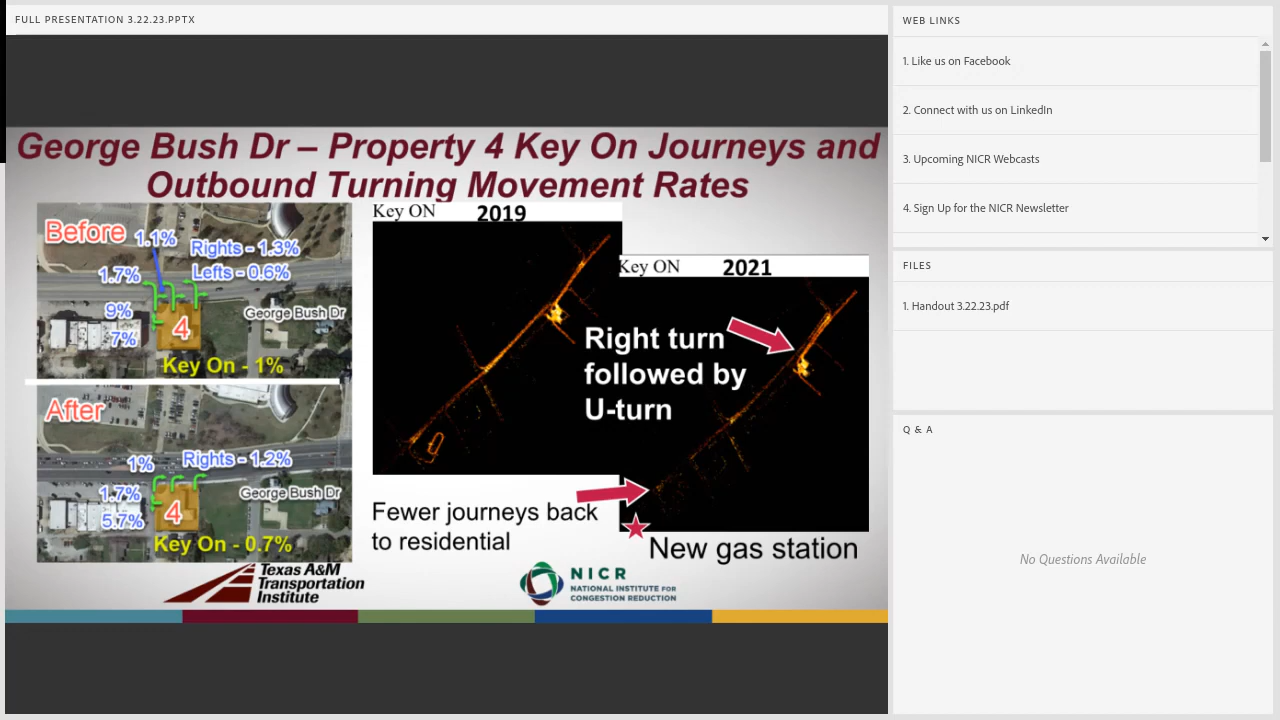 FULL PRESENTATION 3.22.23.PPTX
George Bush Dr – Property 4 Key On Journeys and
Outbound Turning Movement Rates
Before
1.1%
Rights - 1.3%
1.7%
Lefts - 0.6%
9%
George Bush Dr
4
7%
Key On - 1%
After
1%
Rights - 1.2%
1.7%
George Bush Dr
4
5.7%
Key On - 0.7%
Key ON
2019
Key ON
2021
Right turn
followed by
U-turn
Fewer journeys back
to residential
New gas station
Texas A&M
Transportation
Institute
NICR
NATIONAL INSTITUTE FOR
CONGESTION REDUCTION
WEB LINKS
1. Like us on Facebook
2. Connect with us on LinkedIn
3. Upcoming NICR Webcasts
4. Sign Up for the NICR Newsletter
FILES
1. Handout 3.22.23.pdf
Q & A
No Questions Available